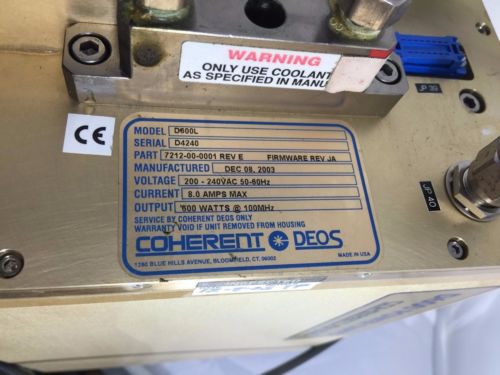 WARNING
ONLY USE COOLANT
AS SPECIFIED IN MANU
JP 39
CE
MODEL D600L
SERIAL D4240
PART 7212-00-0001 REV E FIRMWARE REV JA
MANUFACTURED DEC 08, 2003
VOLTAGE 200 - 240VAC 50-60Hz
CURRENT 8.0 AMPS MAX
OUTPUT 600 WATTS @ 100MHz
SERVICE BY COHERENT DEOS ONLY
WARRANTY VOID IF UNIT REMOVED FROM HOUSING
COHERENT DEOS
1280 BLUE HILLS AVENUE, BLOOMFIELD, CT. 06002
MADE IN USA
JP 40